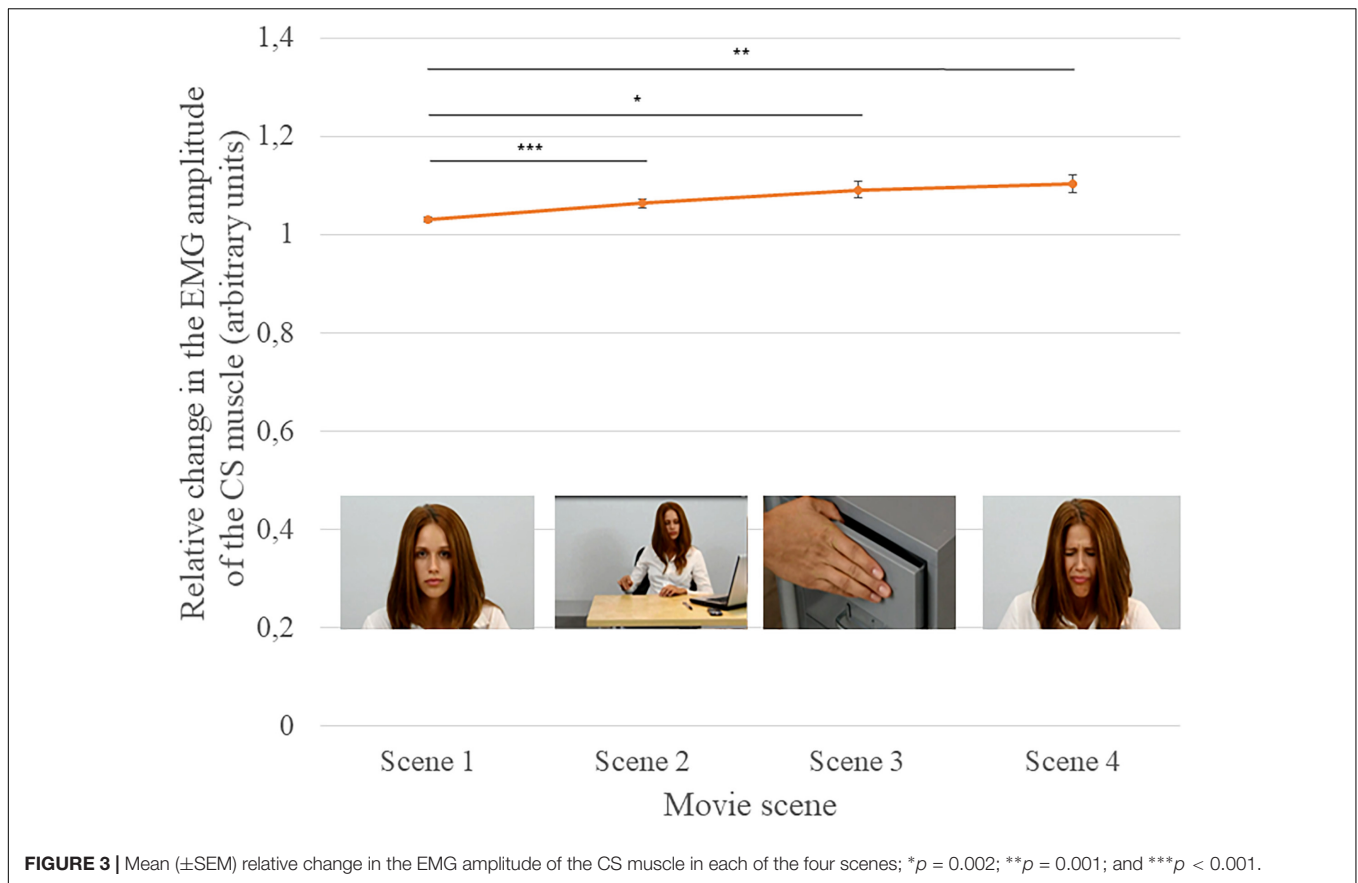 1,4
**
*
1,2
***
1
0,8
0,6
0,4
0,2
0
Relative change in the EMG amplitude
of the CS muscle (arbitrary units)
Scene 1 Scene 2 Scene 3 Scene 4
Movie scene
FIGURE 3 | Mean (±SEM) relative change in the EMG amplitude of the CS muscle in each of the four scenes; *p = 0.002; **p = 0.001; and ***p < 0.001.